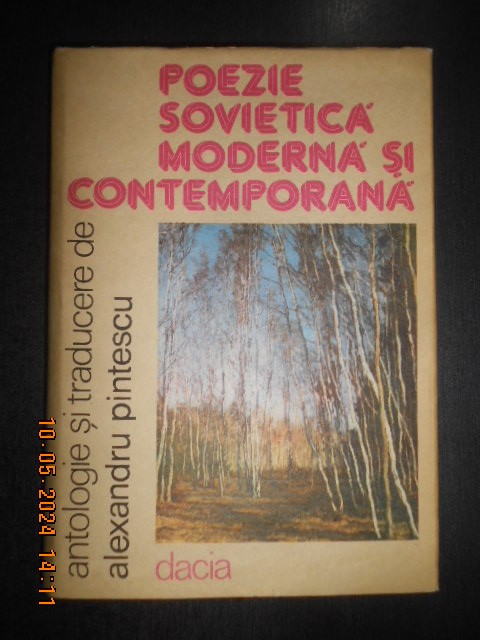 POEZIE
SOVIETICĂ
MODERNĂ ȘI
CONTEMPORANĂ
antologie și traducere de
alexandru pintescu
dacia
10.05.2024 14:11